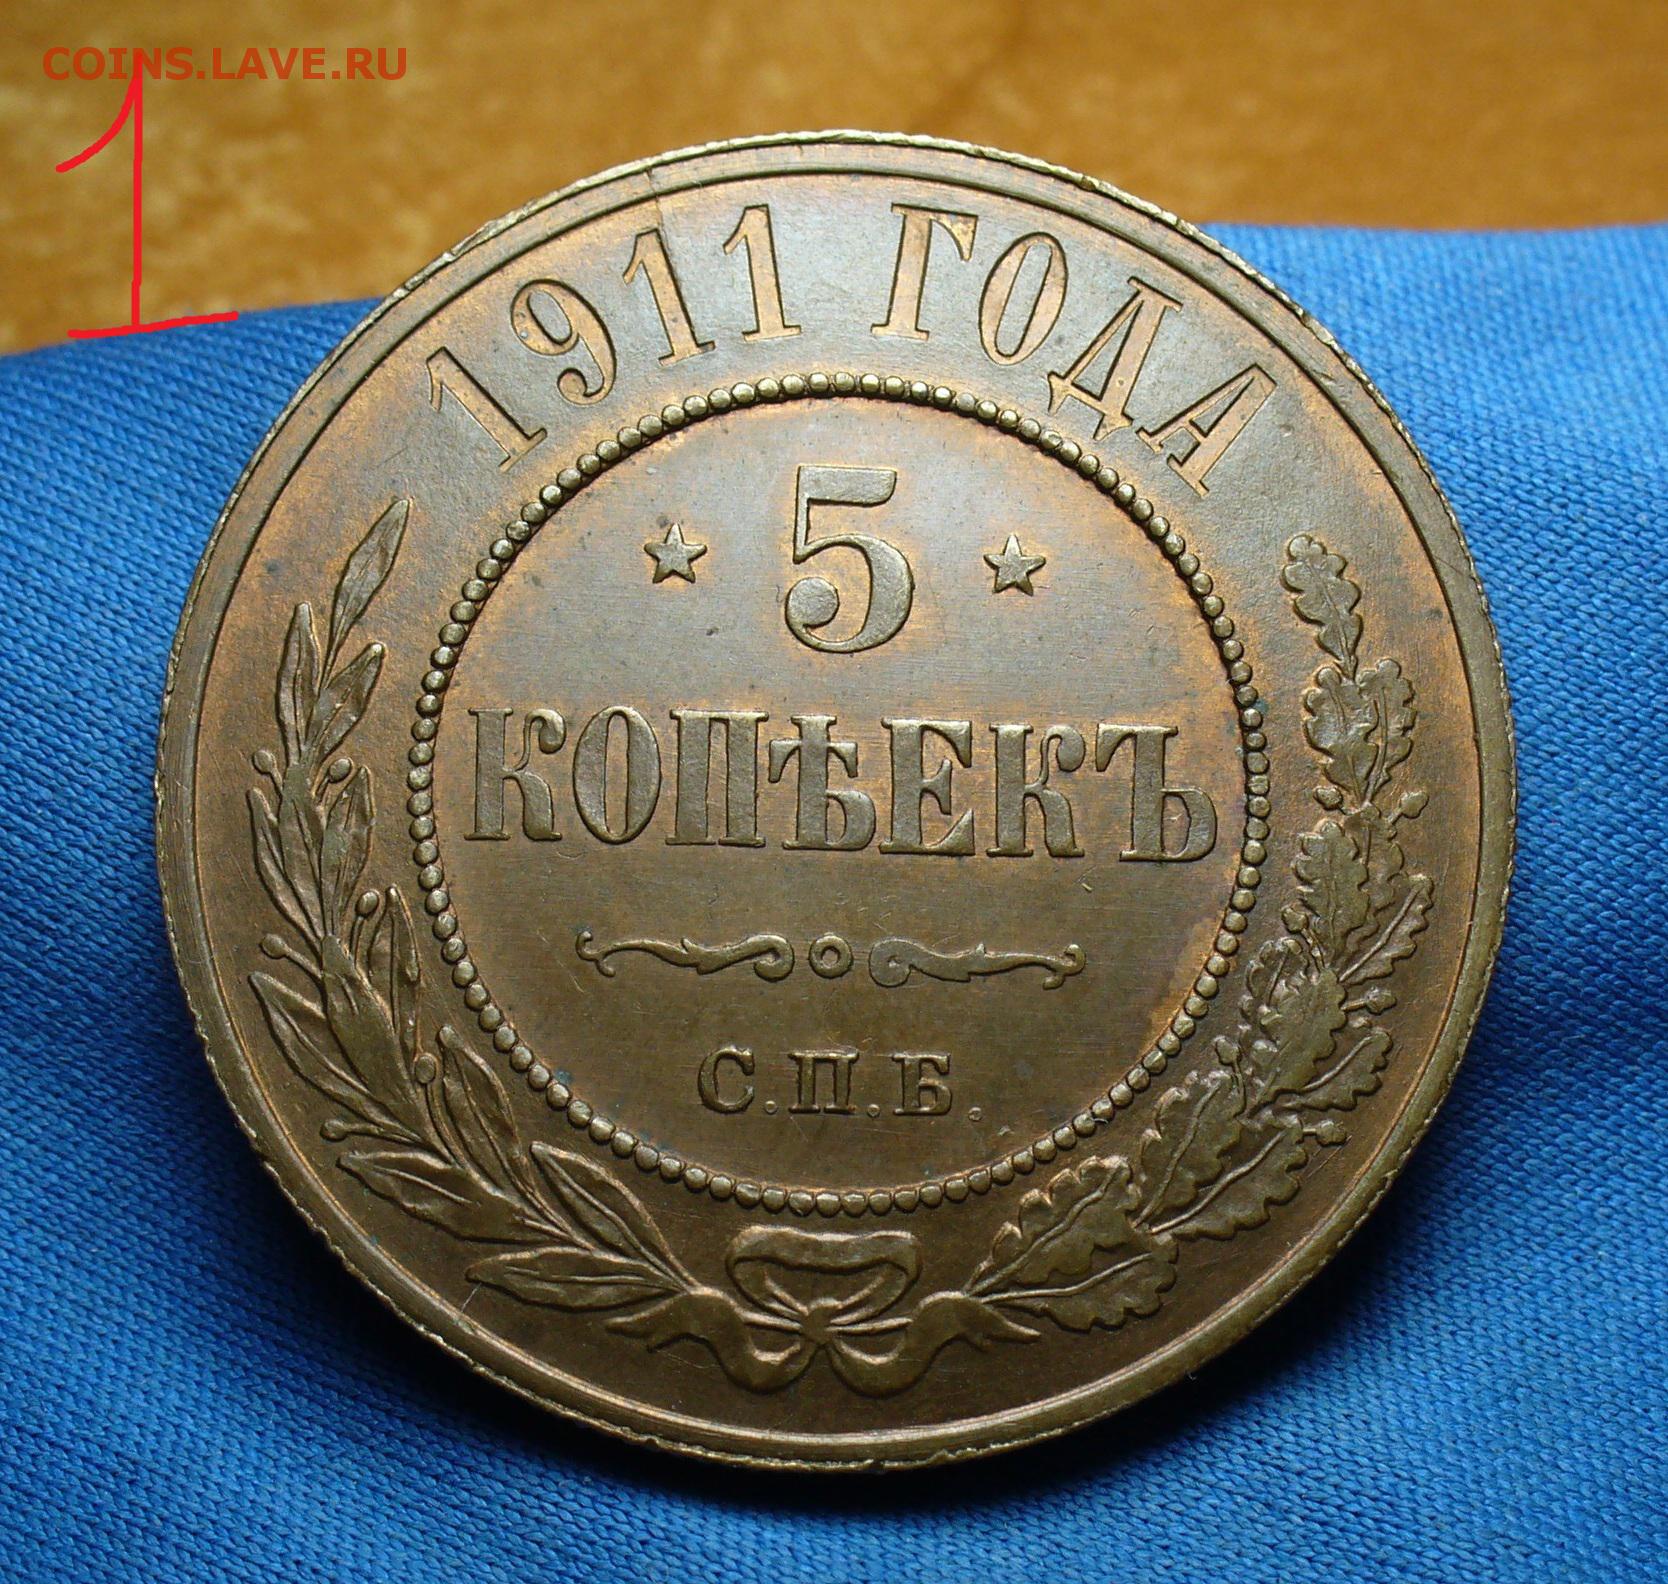 COINS.LAVE.RU
1
1911 ГОДА
5
КОПѢЕКЪ
С.П.Б.